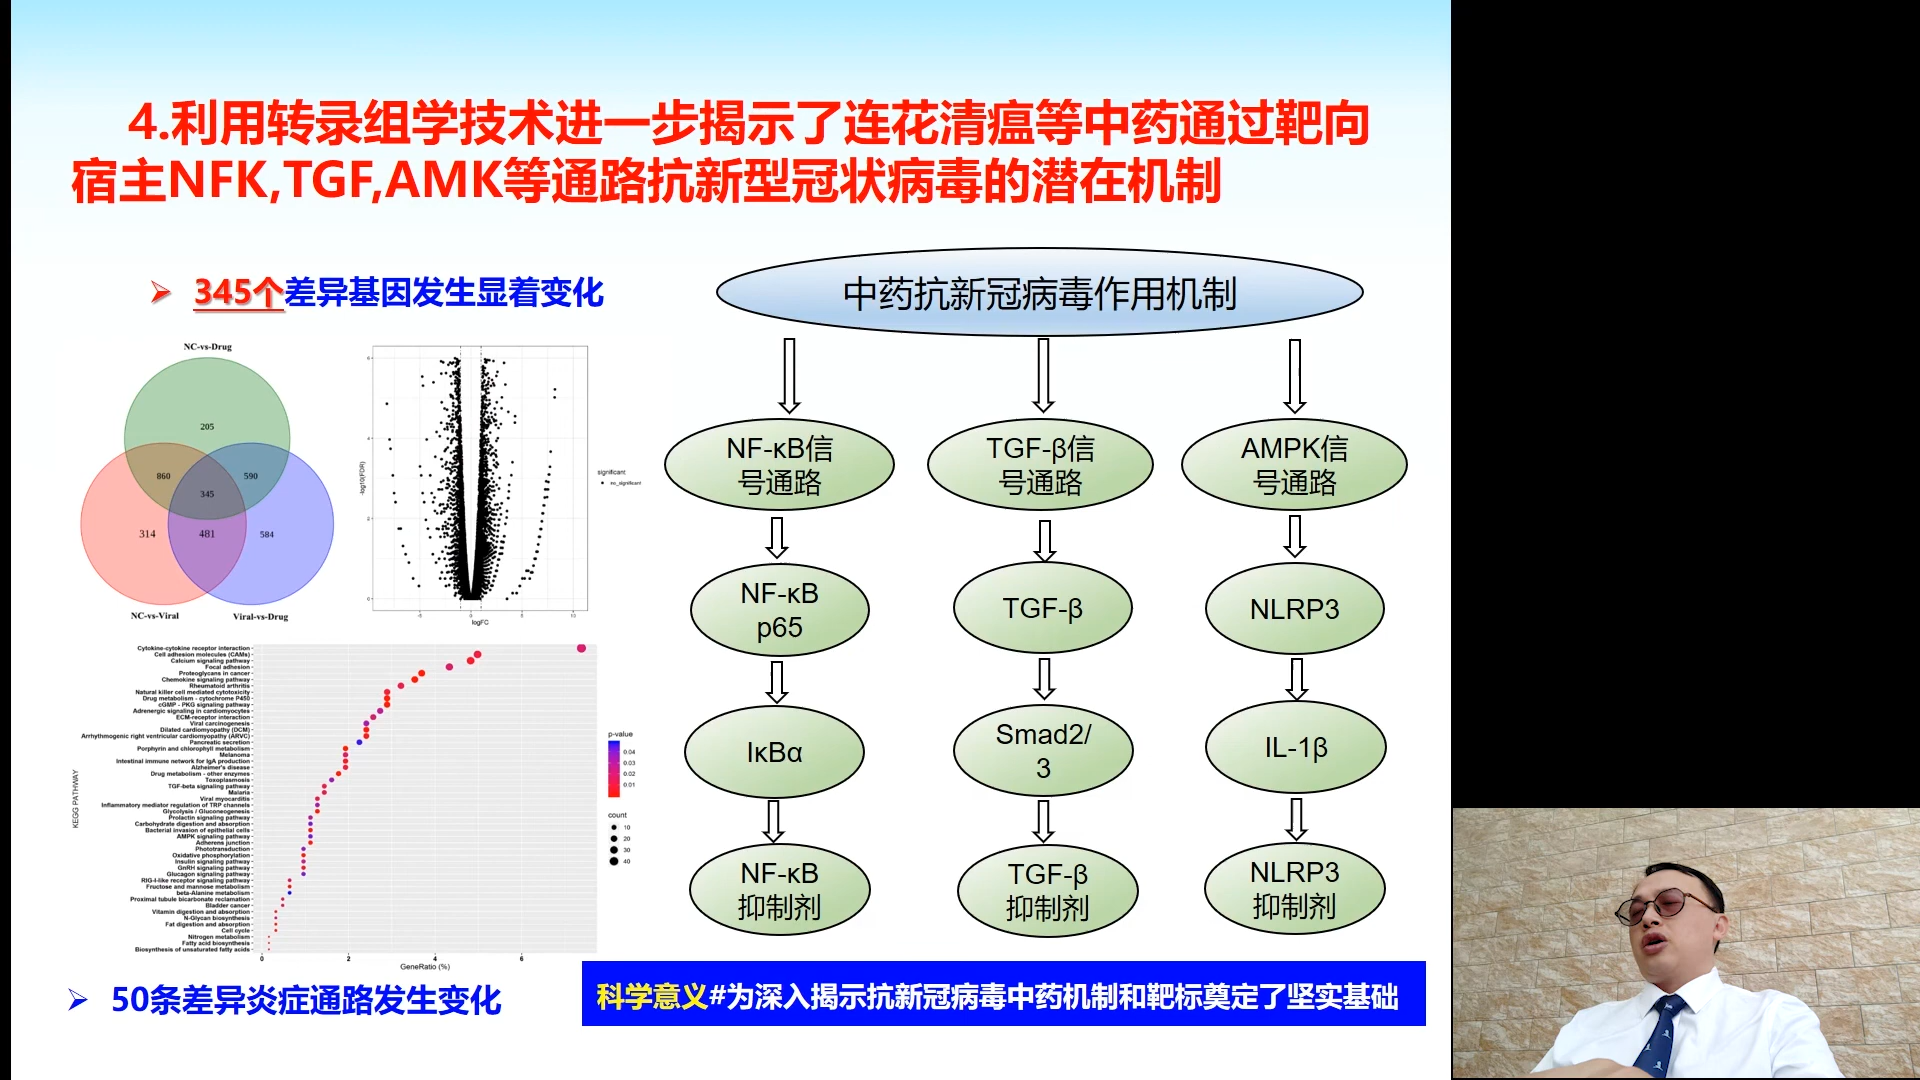 4.利用转录组学技术进一步揭示了连花清瘟等中药通过靶向
宿主NFK,TGF,AMK等通路抗新型冠状病毒的潜在机制
345个差异基因发生显着变化
NC-vs-Drug
205
860
590
345
314
481
584
NC-vs-Viral
Viral-vs-Drug
-log10(FDR)
6
4
2
0
-5
0
5
10
logFC
significant
no_significant
KEGG PATHWAY
Cytokine-cytokine receptor interaction
Cell adhesion molecules (CAMs)
Calcium signaling pathway
Focal adhesion
Proteoglycans in cancer
Chemokine signaling pathway
Rheumatoid arthritis
Natural killer cell mediated cytotoxicity
Drug metabolism - cytochrome P450
cGMP - PKG signaling pathway
Adrenergic signaling in cardiomyocytes
ECM-receptor interaction
Viral carcinogenesis
Dilated cardiomyopathy (DCM)
Arrhythmogenic right ventricular cardiomyopathy (ARVC)
Pancreatic secretion
Porphyrin and chlorophyll metabolism
Melanoma
Intestinal immune network for IgA production
Alzheimer's disease
Drug metabolism - other enzymes
Toxoplasmosis
TGF-beta signaling pathway
Malaria
Viral myocarditis
Inflammatory mediator regulation of TRP channels
Glycolysis / Gluconeogenesis
Prolactin signaling pathway
Carbohydrate digestion and absorption
Bacterial invasion of epithelial cells
AMPK signaling pathway
Adherens junction
Phototransduction
Oxidative phosphorylation
Insulin signaling pathway
GnRH signaling pathway
Glucagon signaling pathway
RIG-I-like receptor signaling pathway
Fructose and mannose metabolism
beta-Alanine metabolism
Proximal tubule bicarbonate reclamation
Bladder cancer
Vitamin digestion and absorption
N-Glycan biosynthesis
Fat digestion and absorption
Cell cycle
Nitrogen metabolism
Fatty acid biosynthesis
Biosynthesis of unsaturated fatty acids
0
2
4
6
GeneRatio (%)
p-value
0.04
0.03
0.02
0.01
count
10
20
30
40
50条差异炎症通路发生变化
中药抗新冠病毒作用机制
NF-κB信
号通路
TGF-β信
号通路
AMPK信
号通路
NF-κB
p65
TGF-β
NLRP3
IκBα
Smad2/
3
IL-1β
NF-κB
抑制剂
TGF-β
抑制剂
NLRP3
抑制剂
科学意义#为深入揭示抗新冠病毒中药机制和靶标奠定了坚实基础